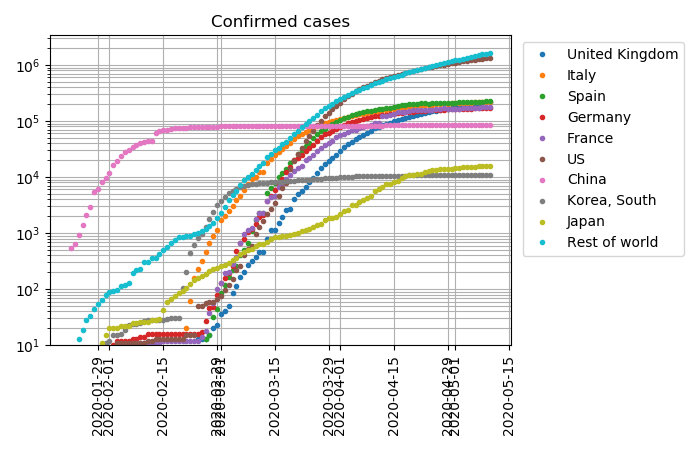 Confirmed cases
10^6
10^5
10^4
10^3
10^2
10^1
2020-01-29
2020-02-01
2020-02-15
2020-02-29
2020-03-01
2020-03-15
2020-03-29
2020-04-01
2020-04-15
2020-04-29
2020-05-01
2020-05-15
United Kingdom
Italy
Spain
Germany
France
US
China
Korea, South
Japan
Rest of world